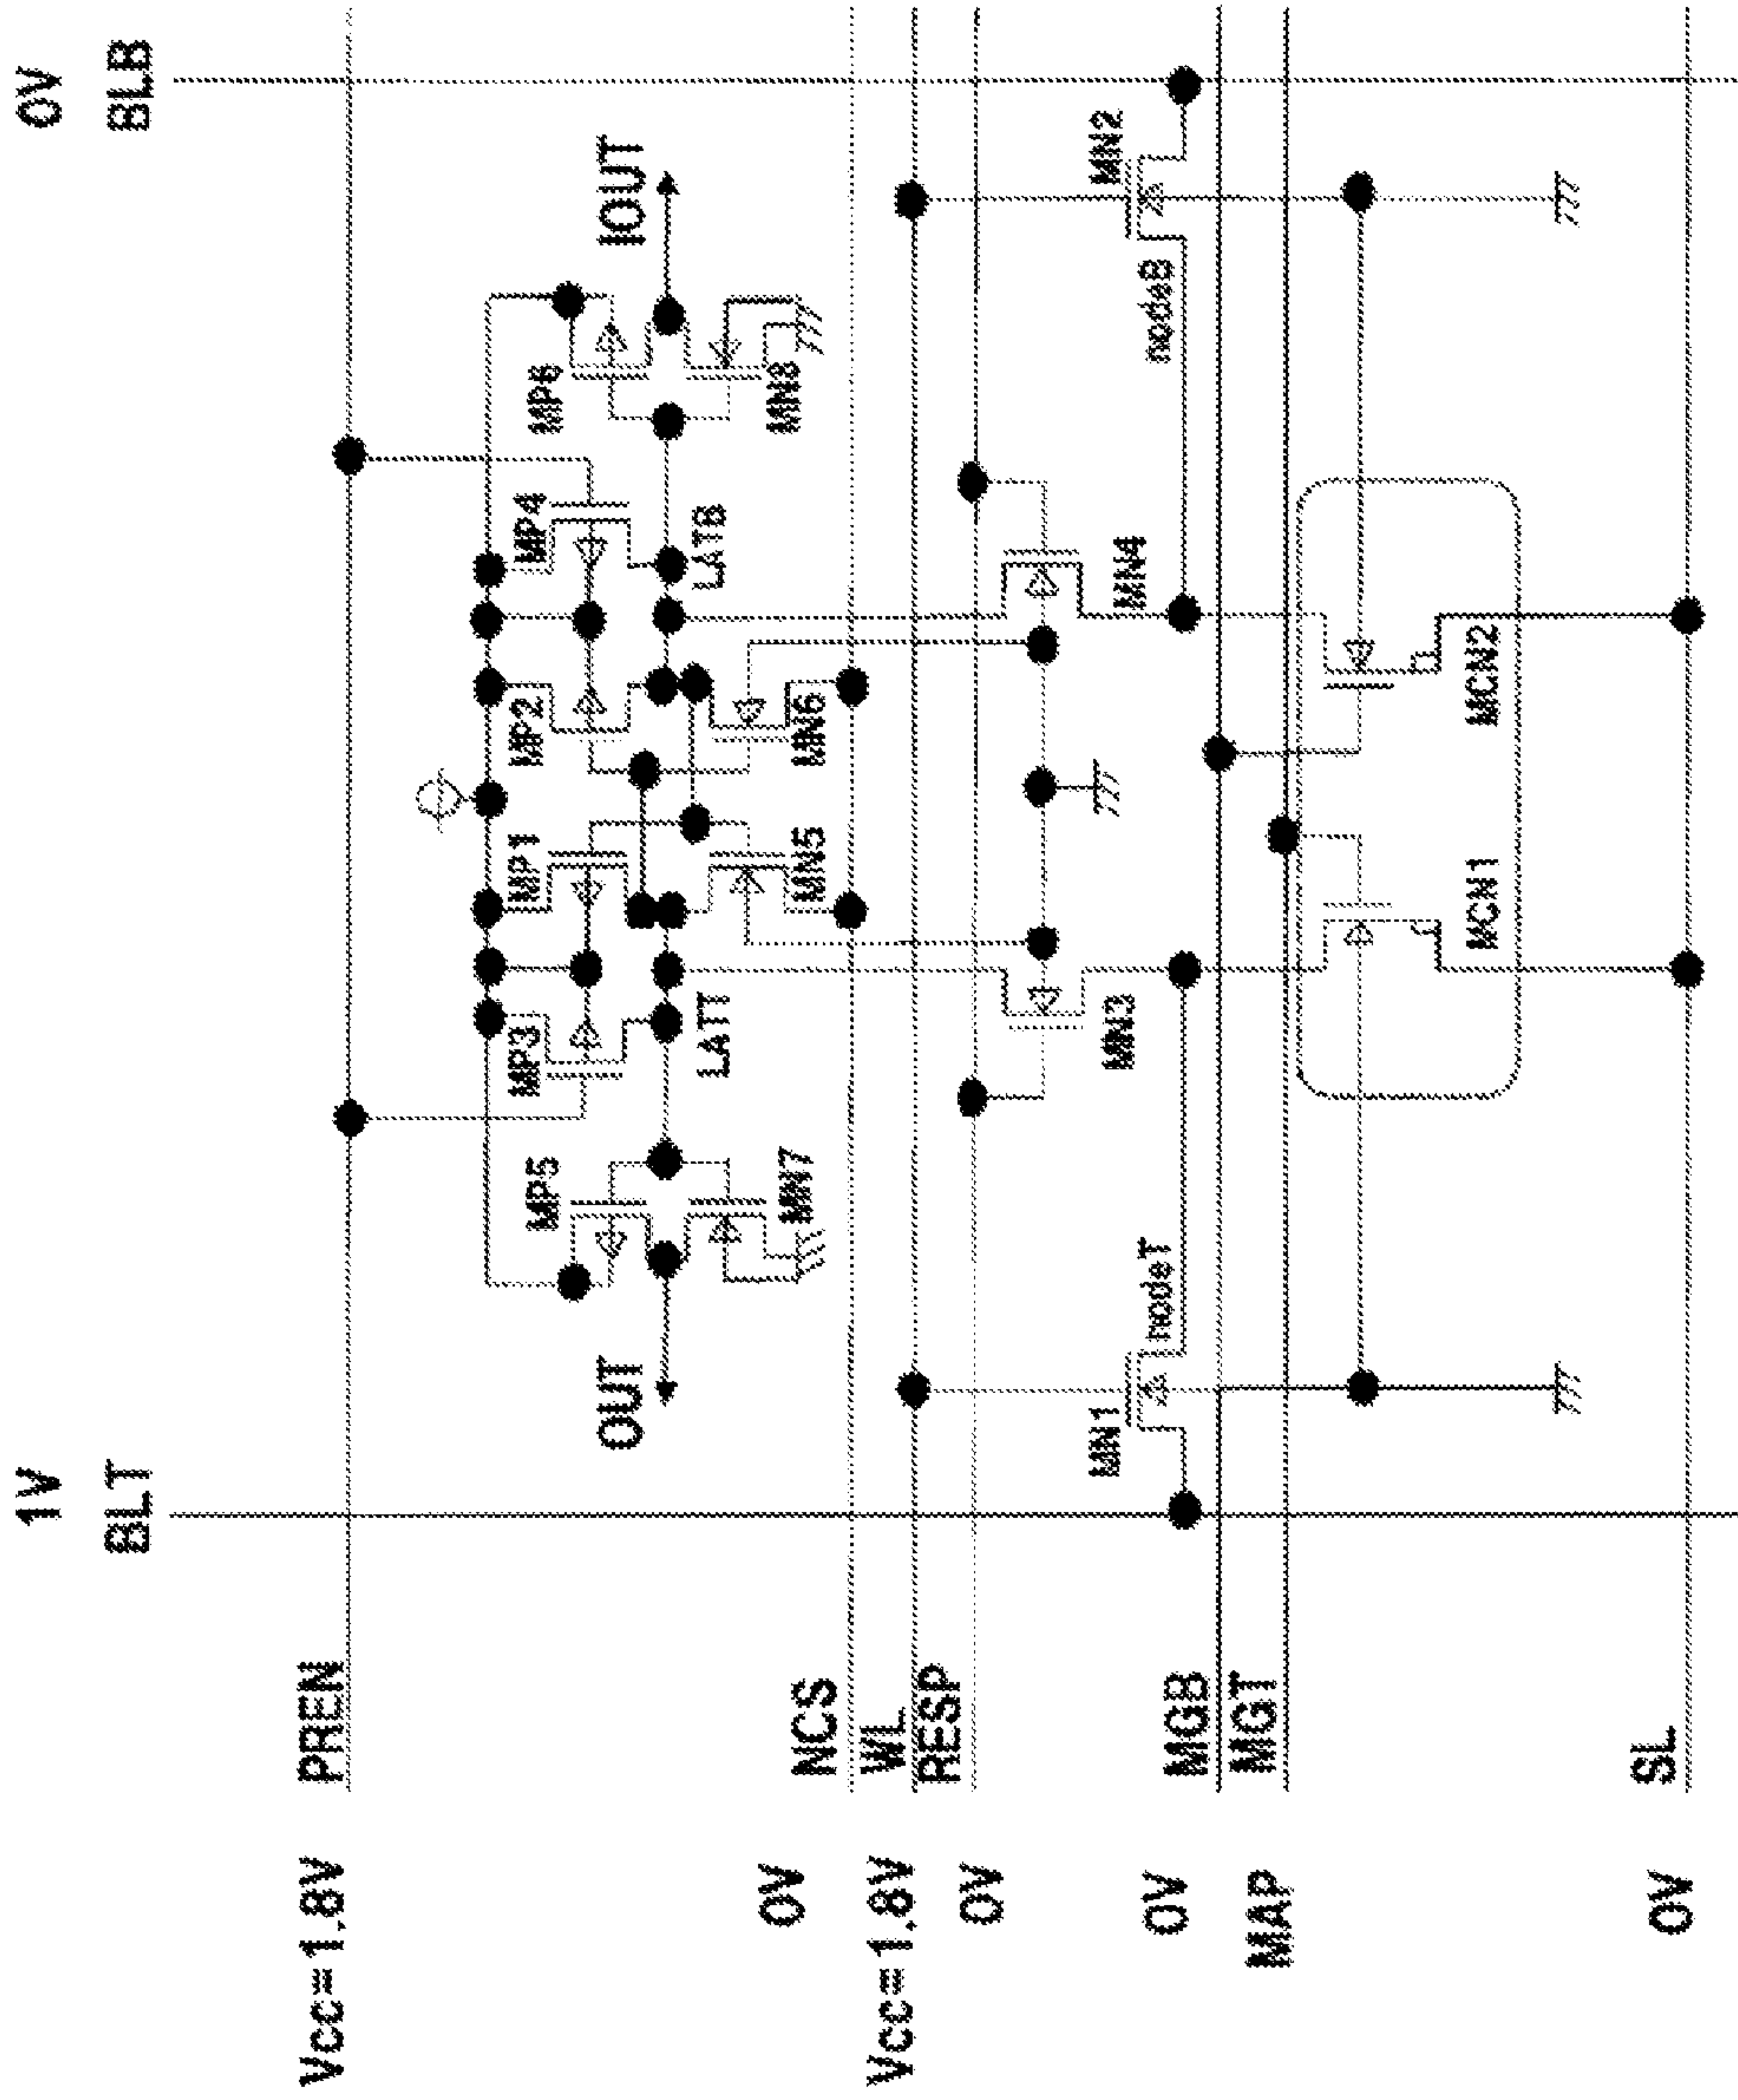 0V
BLB
1V
BLT
PREN
Vcc=1.8V
NCS
0V
WL
Vcc=1.8V
RESP
0V
MGB
0V
MGT
MAP
SL
0V
IOUT
OUT
MP6
MN8
MP4
LATB
MP2
MN6
MP1
MN5
MP3
LATT
MP5
MN7
MN2
nodeB
MN4
MN3
nodeT
MN1
MCN2
MCN1